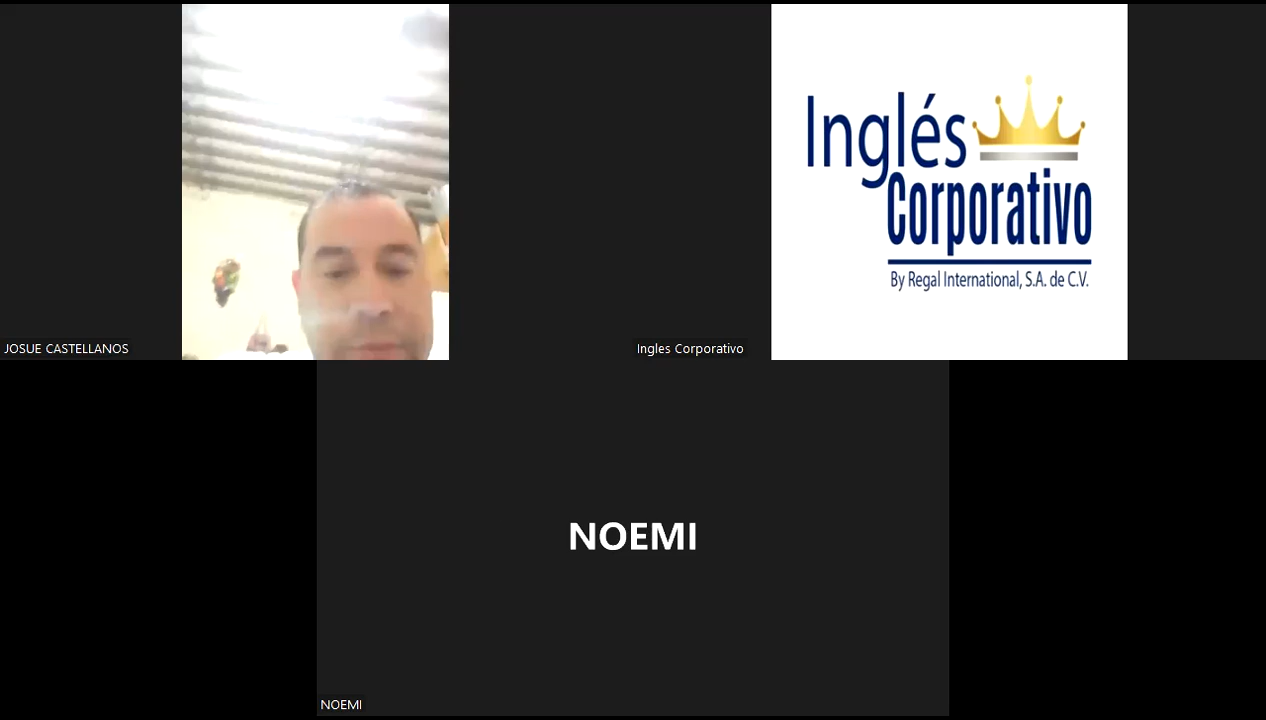 Inglés
Corporativo
By Regal International, S.A. de C.V.
JOSUE CASTELLANOS
Ingles Corporativo
NOEMI
NOEMI